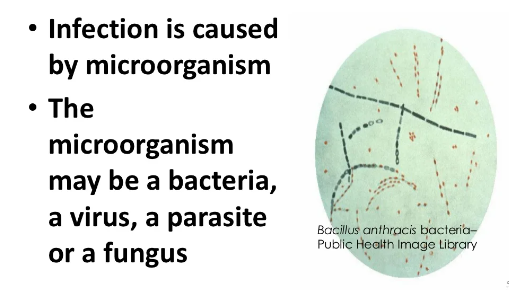 • Infection is caused
by microorganism
• The
microorganism
may be a bacteria,
a virus, a parasite
or a fungus
Bacillus anthracis bacteria–
Public Health Image Library